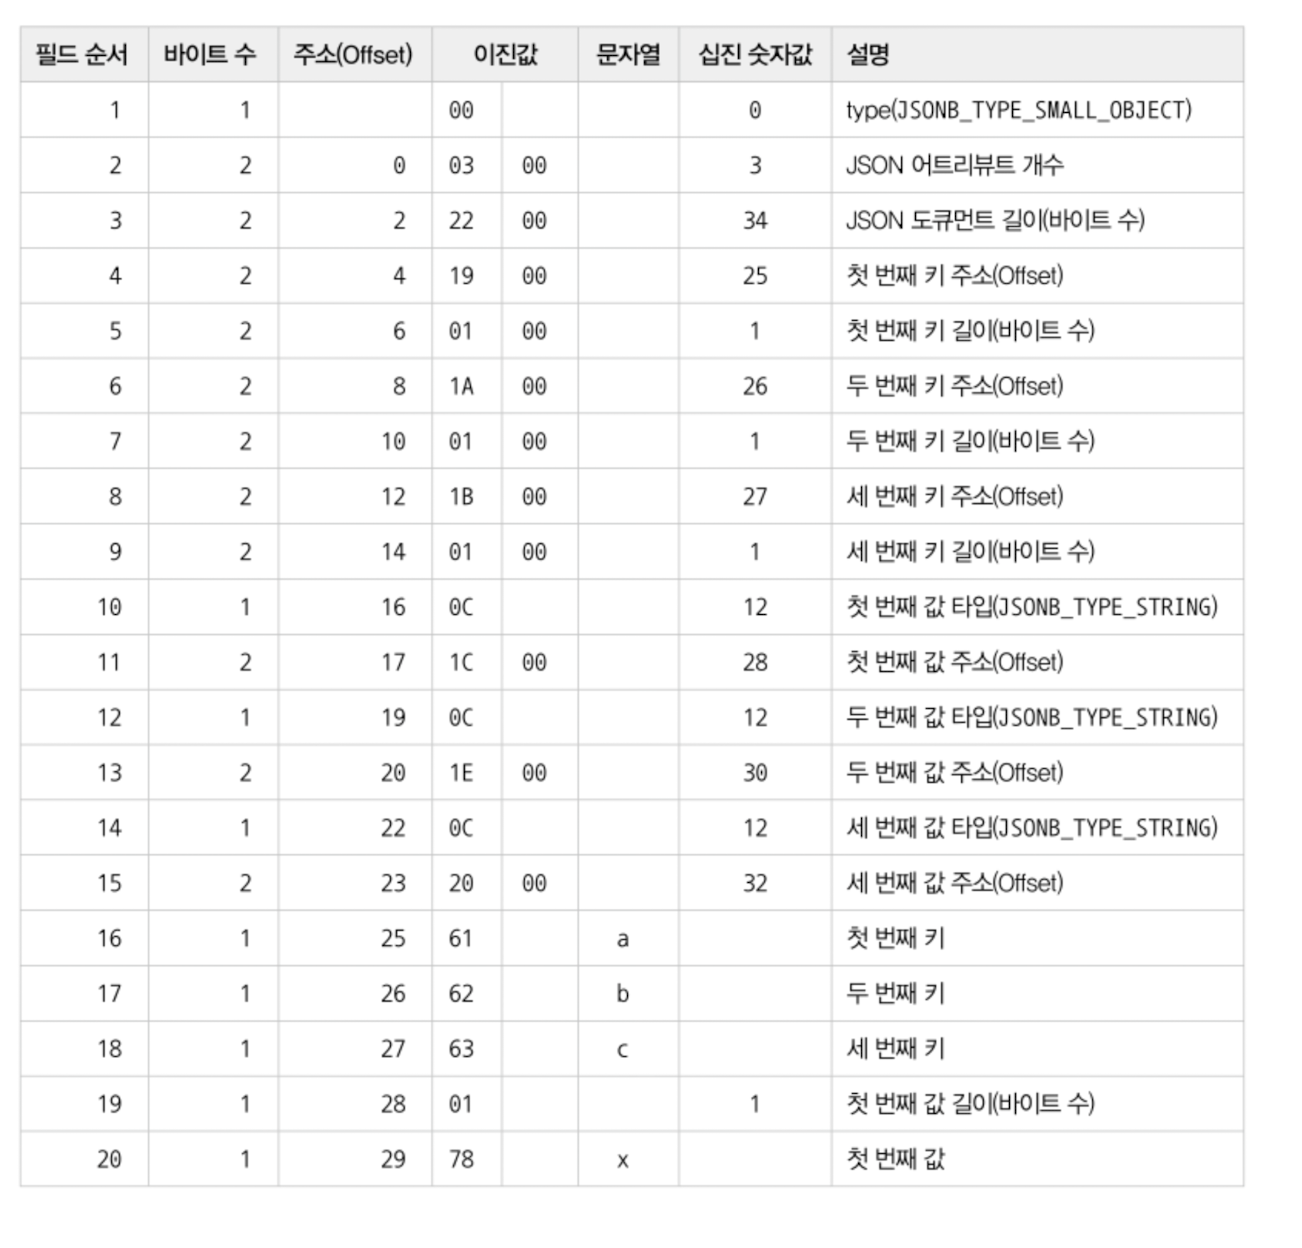 필드 순서 바이트 수 주소(Offset) 이진값 문자열 십진 숫자값 설명
1 1 00 0 type(JSONB_TYPE_SMALL_OBJECT)
2 2 0 03 00 3 JSON 어트리뷰트 개수
3 2 2 22 00 34 JSON 도큐먼트 길이(바이트 수)
4 2 4 19 00 25 첫 번째 키 주소(Offset)
5 2 6 01 00 1 첫 번째 키 길이(바이트 수)
6 2 8 1A 00 26 두 번째 키 주소(Offset)
7 2 10 01 00 1 두 번째 키 길이(바이트 수)
8 2 12 1B 00 27 세 번째 키 주소(Offset)
9 2 14 01 00 1 세 번째 키 길이(바이트 수)
10 1 16 0C 12 첫 번째 값 타입(JSONB_TYPE_STRING)
11 2 17 1C 00 28 첫 번째 값 주소(Offset)
12 1 19 0C 12 두 번째 값 타입(JSONB_TYPE_STRING)
13 2 20 1E 00 30 두 번째 값 주소(Offset)
14 1 22 0C 12 세 번째 값 타입(JSONB_TYPE_STRING)
15 2 23 20 00 32 세 번째 값 주소(Offset)
16 1 25 61 a 첫 번째 키
17 1 26 62 b 두 번째 키
18 1 27 63 c 세 번째 키
19 1 28 01 1 첫 번째 값 길이(바이트 수)
20 1 29 78 x 첫 번째 값